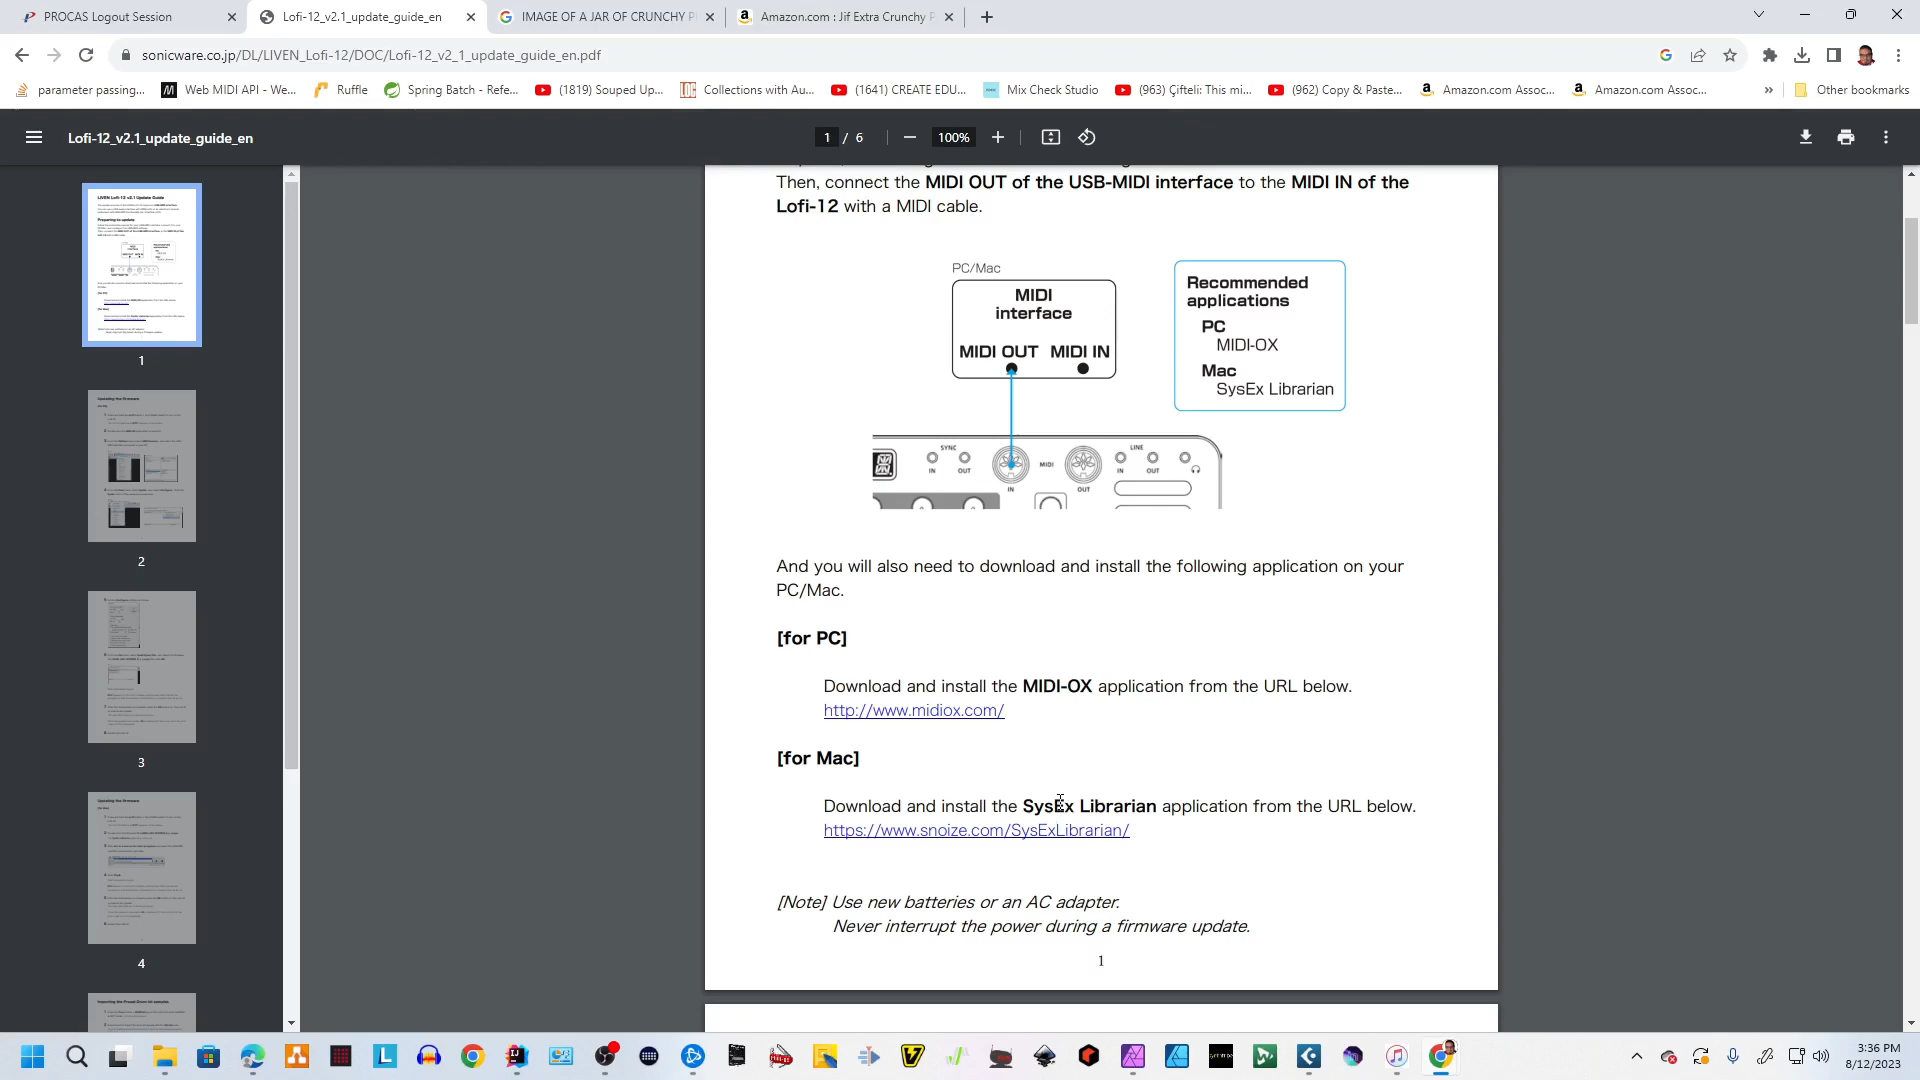 PROCAS Logout Session
Lofi-12_v2.1_update_guide_en
IMAGE OF A JAR OF CRUNCHY P
Amazon.com : Jif Extra Crunchy P
sonicware.co.jp/DL/LIVEN_Lofi-12/DOC/Lofi-12_v2_1_update_guide_en.pdf
parameter passing...
Web MIDI API - We...
Ruffle
Spring Batch - Refe...
(1819) Souped Up...
Collections with Au...
(1641) CREATE EDU...
Mix Check Studio
(963) Çifteli: This mi...
(962) Copy & Paste...
Amazon.com Assoc...
Amazon.com Assoc...
Other bookmarks
Lofi-12_v2.1_update_guide_en
1 / 6
100%
LIVEN Lofi-12 v2.1 Update Guide
Preparing to update
1
2
3
4
Then, connect the MIDI OUT of the USB-MIDI interface to the MIDI IN of the
Lofi-12 with a MIDI cable.
PC/Mac
MIDI
interface
MIDI OUT MIDI IN
Recommended
applications
PC
MIDI-OX
Mac
SysEx Librarian
SYNC
IN OUT
MIDI
IN
OUT
LINE
IN OUT
And you will also need to download and install the following application on your
PC/Mac.
[for PC]
Download and install the MIDI-OX application from the URL below.
http://www.midiox.com/
[for Mac]
Download and install the SysEx Librarian application from the URL below.
https://www.snoize.com/SysExLibrarian/
[Note] Use new batteries or an AC adapter.
Never interrupt the power during a firmware update.
1
3:36 PM
8/12/2023